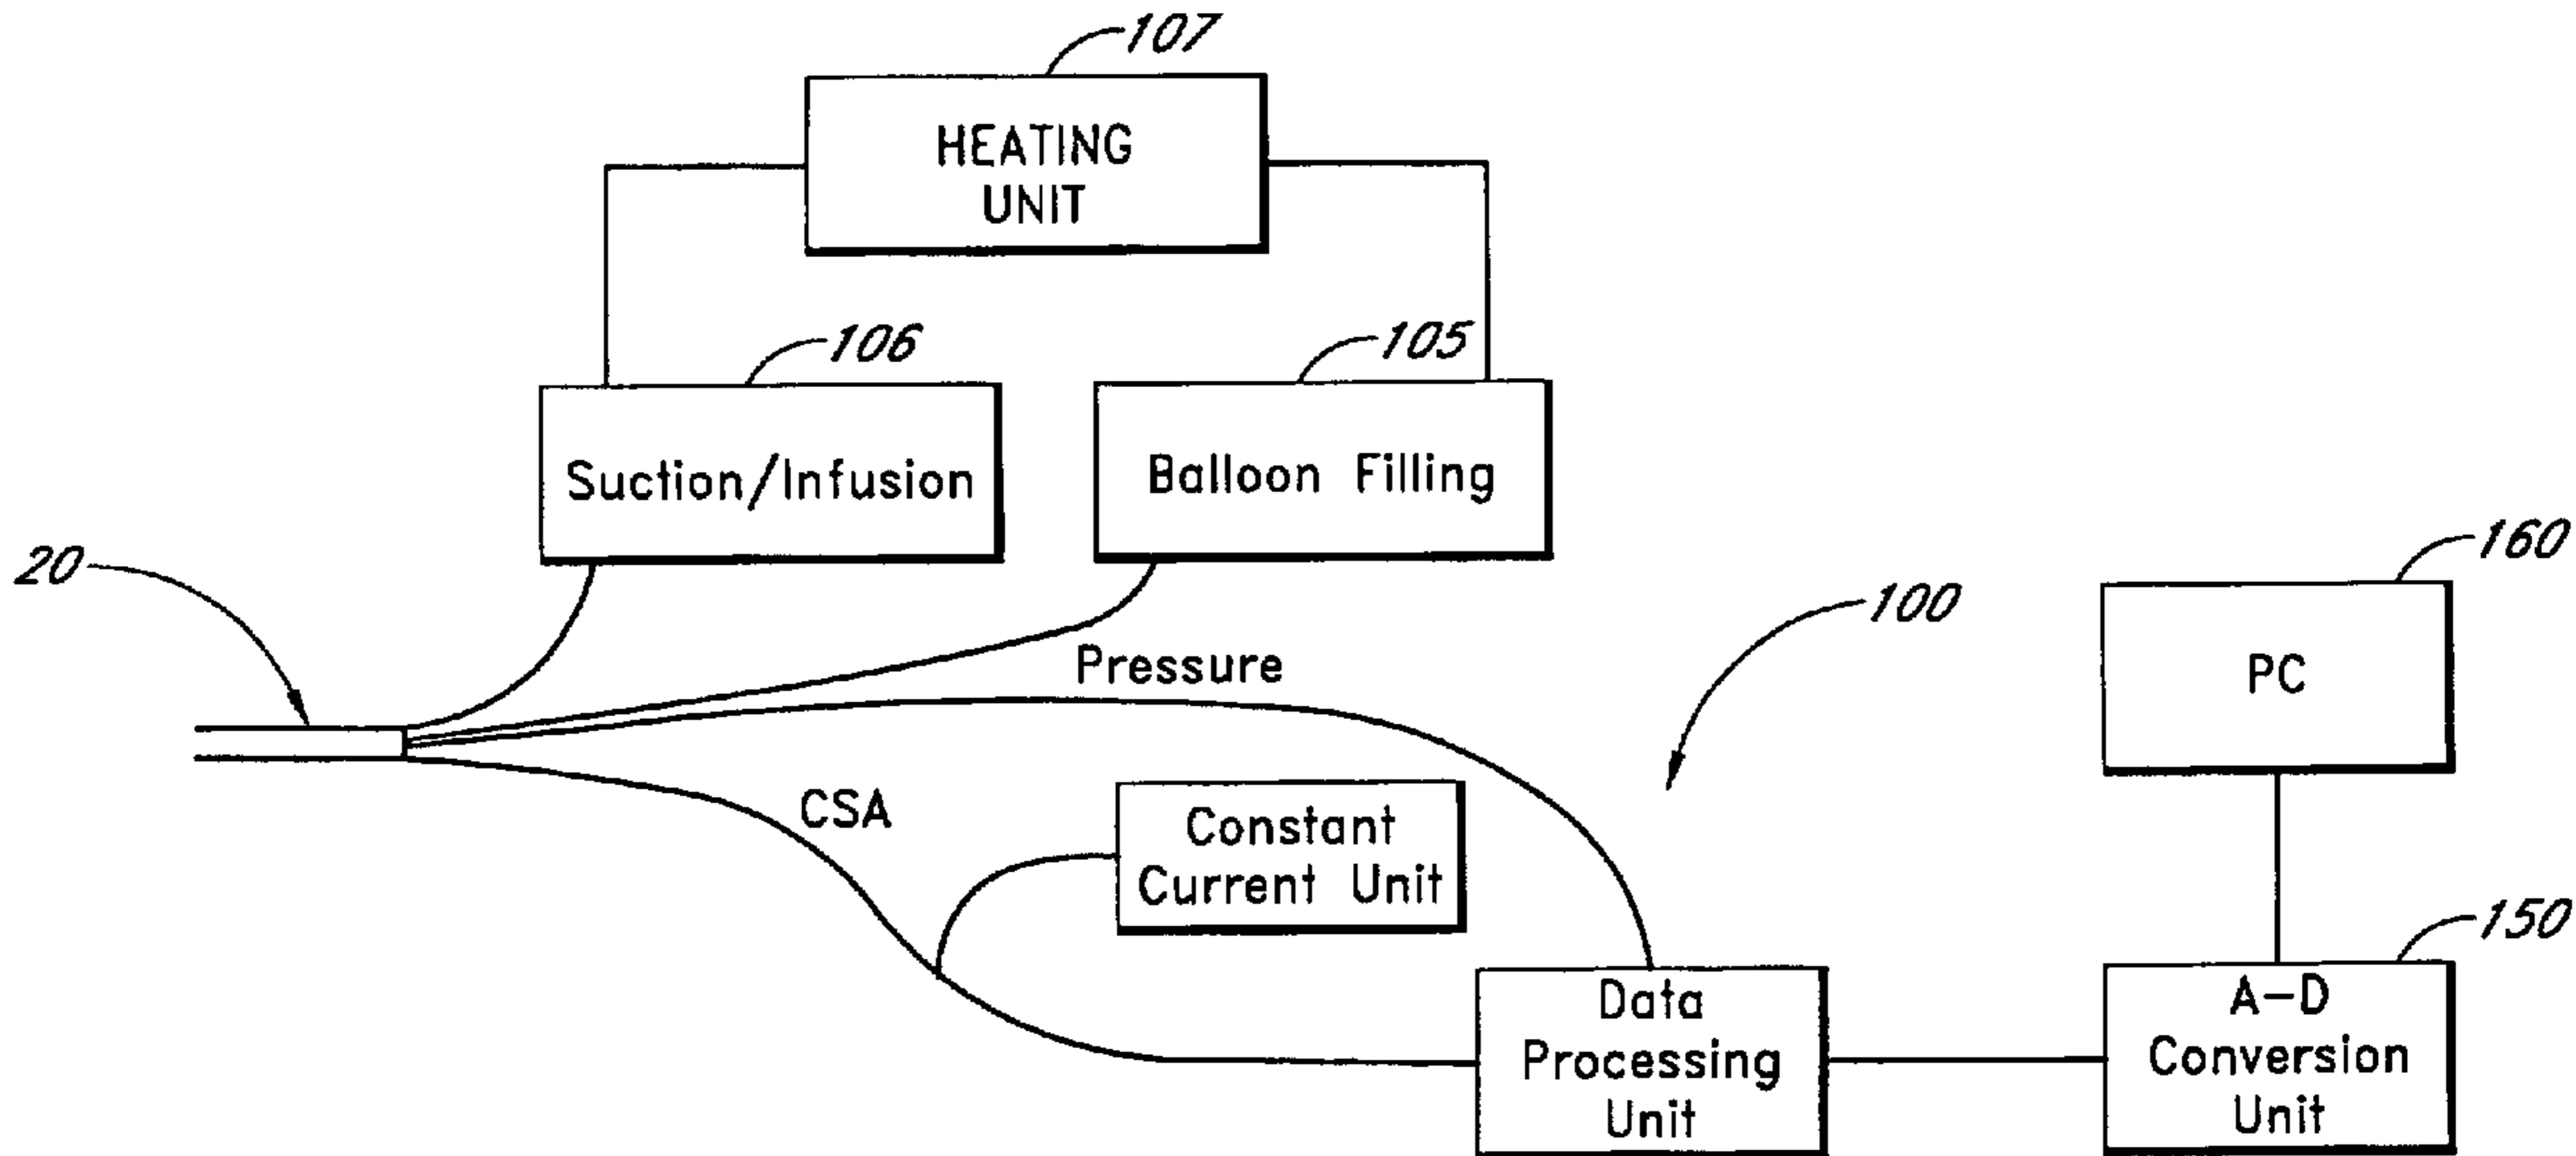 107
HEATING
UNIT
106
105
Suction/Infusion
Balloon Filling
20
160
100
Pressure
PC
CSA
Constant
Current Unit
150
Data
Processing
Unit
A-D
Conversion
Unit